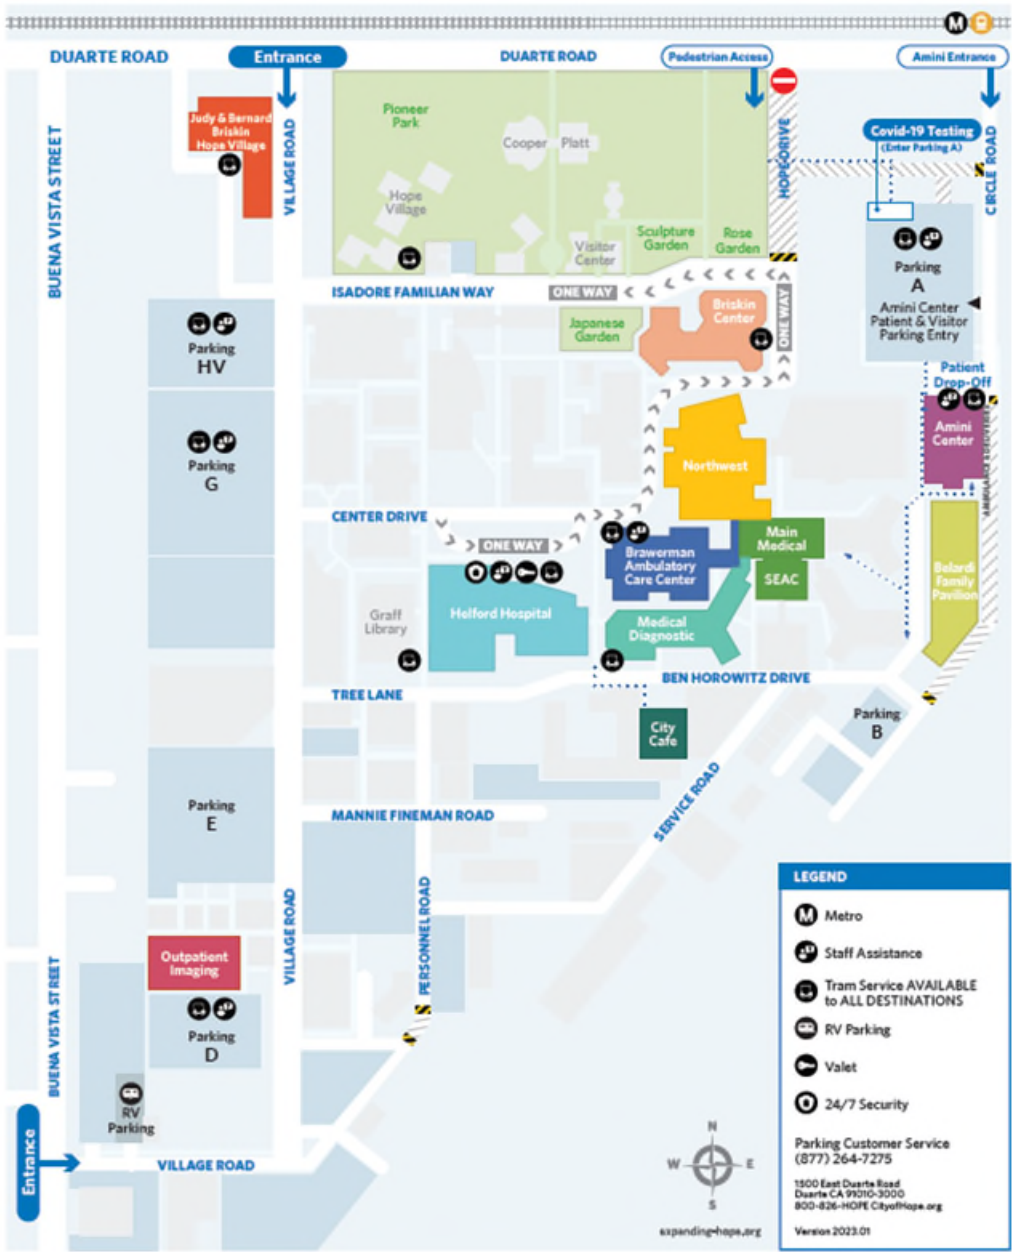 M
DUARTE ROAD
Entrance
DUARTE ROAD
Pedestrian Access
Amini Entrance
BUENA VISTA STREET
Judy & Bernard
Briskin
Hope Village
VILLAGE ROAD
Pioneer
Park
Cooper
Platt
Hope
Village
Visitor
Center
Sculpture
Garden
Rose
Garden
HOPE DRIVE
Covid-19 Testing
(Enter Parking A)
CIRCLE ROAD
Parking
A
Amini Center
Patient & Visitor
Parking Entry
ISADORE FAMILIAN WAY
ONE WAY
Japanese
Garden
Briskin
Center
ONE WAY
Parking
HV
Patient
Drop-Off
Amini
Center
Parking
G
Northwest
CENTER DRIVE
ONE WAY
Main
Medical
SEAC
Brawerman
Ambulatory
Care Center
Belardi
Family
Pavilion
Graff
Library
Helford Hospital
Medical
Diagnostic
TREE LANE
BEN HOROWITZ DRIVE
City
Cafe
Parking
B
Parking
E
MANNIE FINEMAN ROAD
SERVICE ROAD
VILLAGE ROAD
PERSONNEL ROAD
Outpatient
Imaging
BUENA VISTA STREET
Parking
D
RV
Parking
Entrance
VILLAGE ROAD
N
W
E
S
expanding-hope.org
LEGEND
M Metro
Staff Assistance
Tram Service AVAILABLE
to ALL DESTINATIONS
RV Parking
Valet
24/7 Security
Parking Customer Service
(877) 264-7275
1500 East Duarte Road
Duarte CA 91010-3000
800-826-HOPE CityofHope.org
Version 2023.01